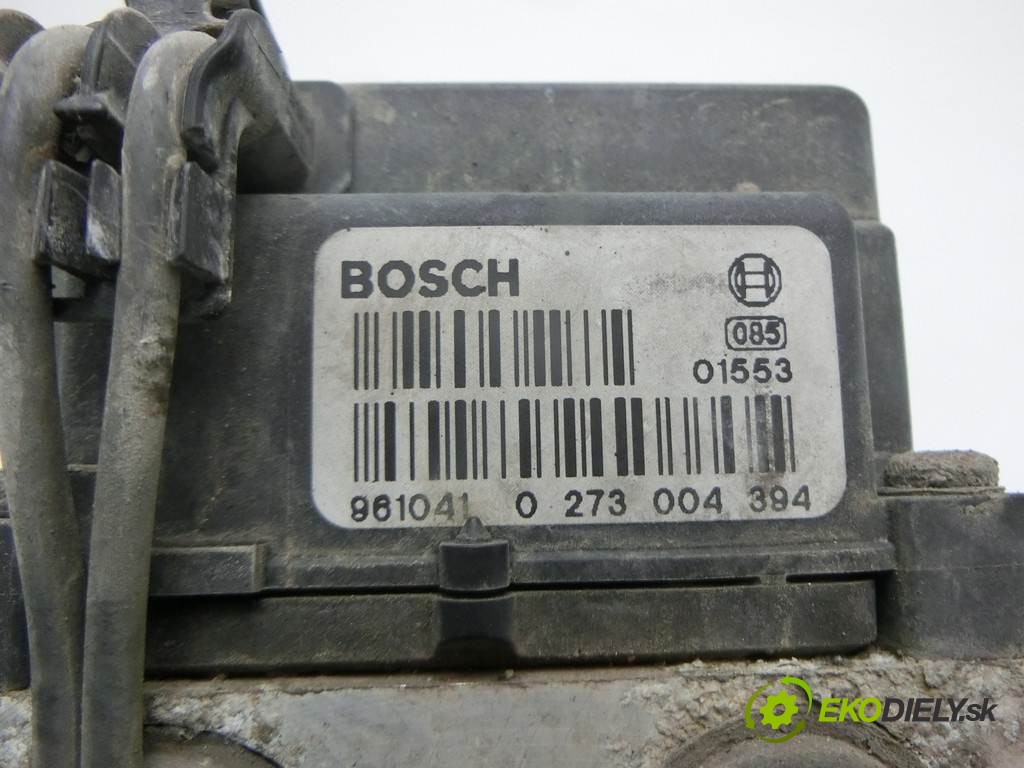 BOSCH
085
01553
961041 0 273 004 394
EKODIELY.sk